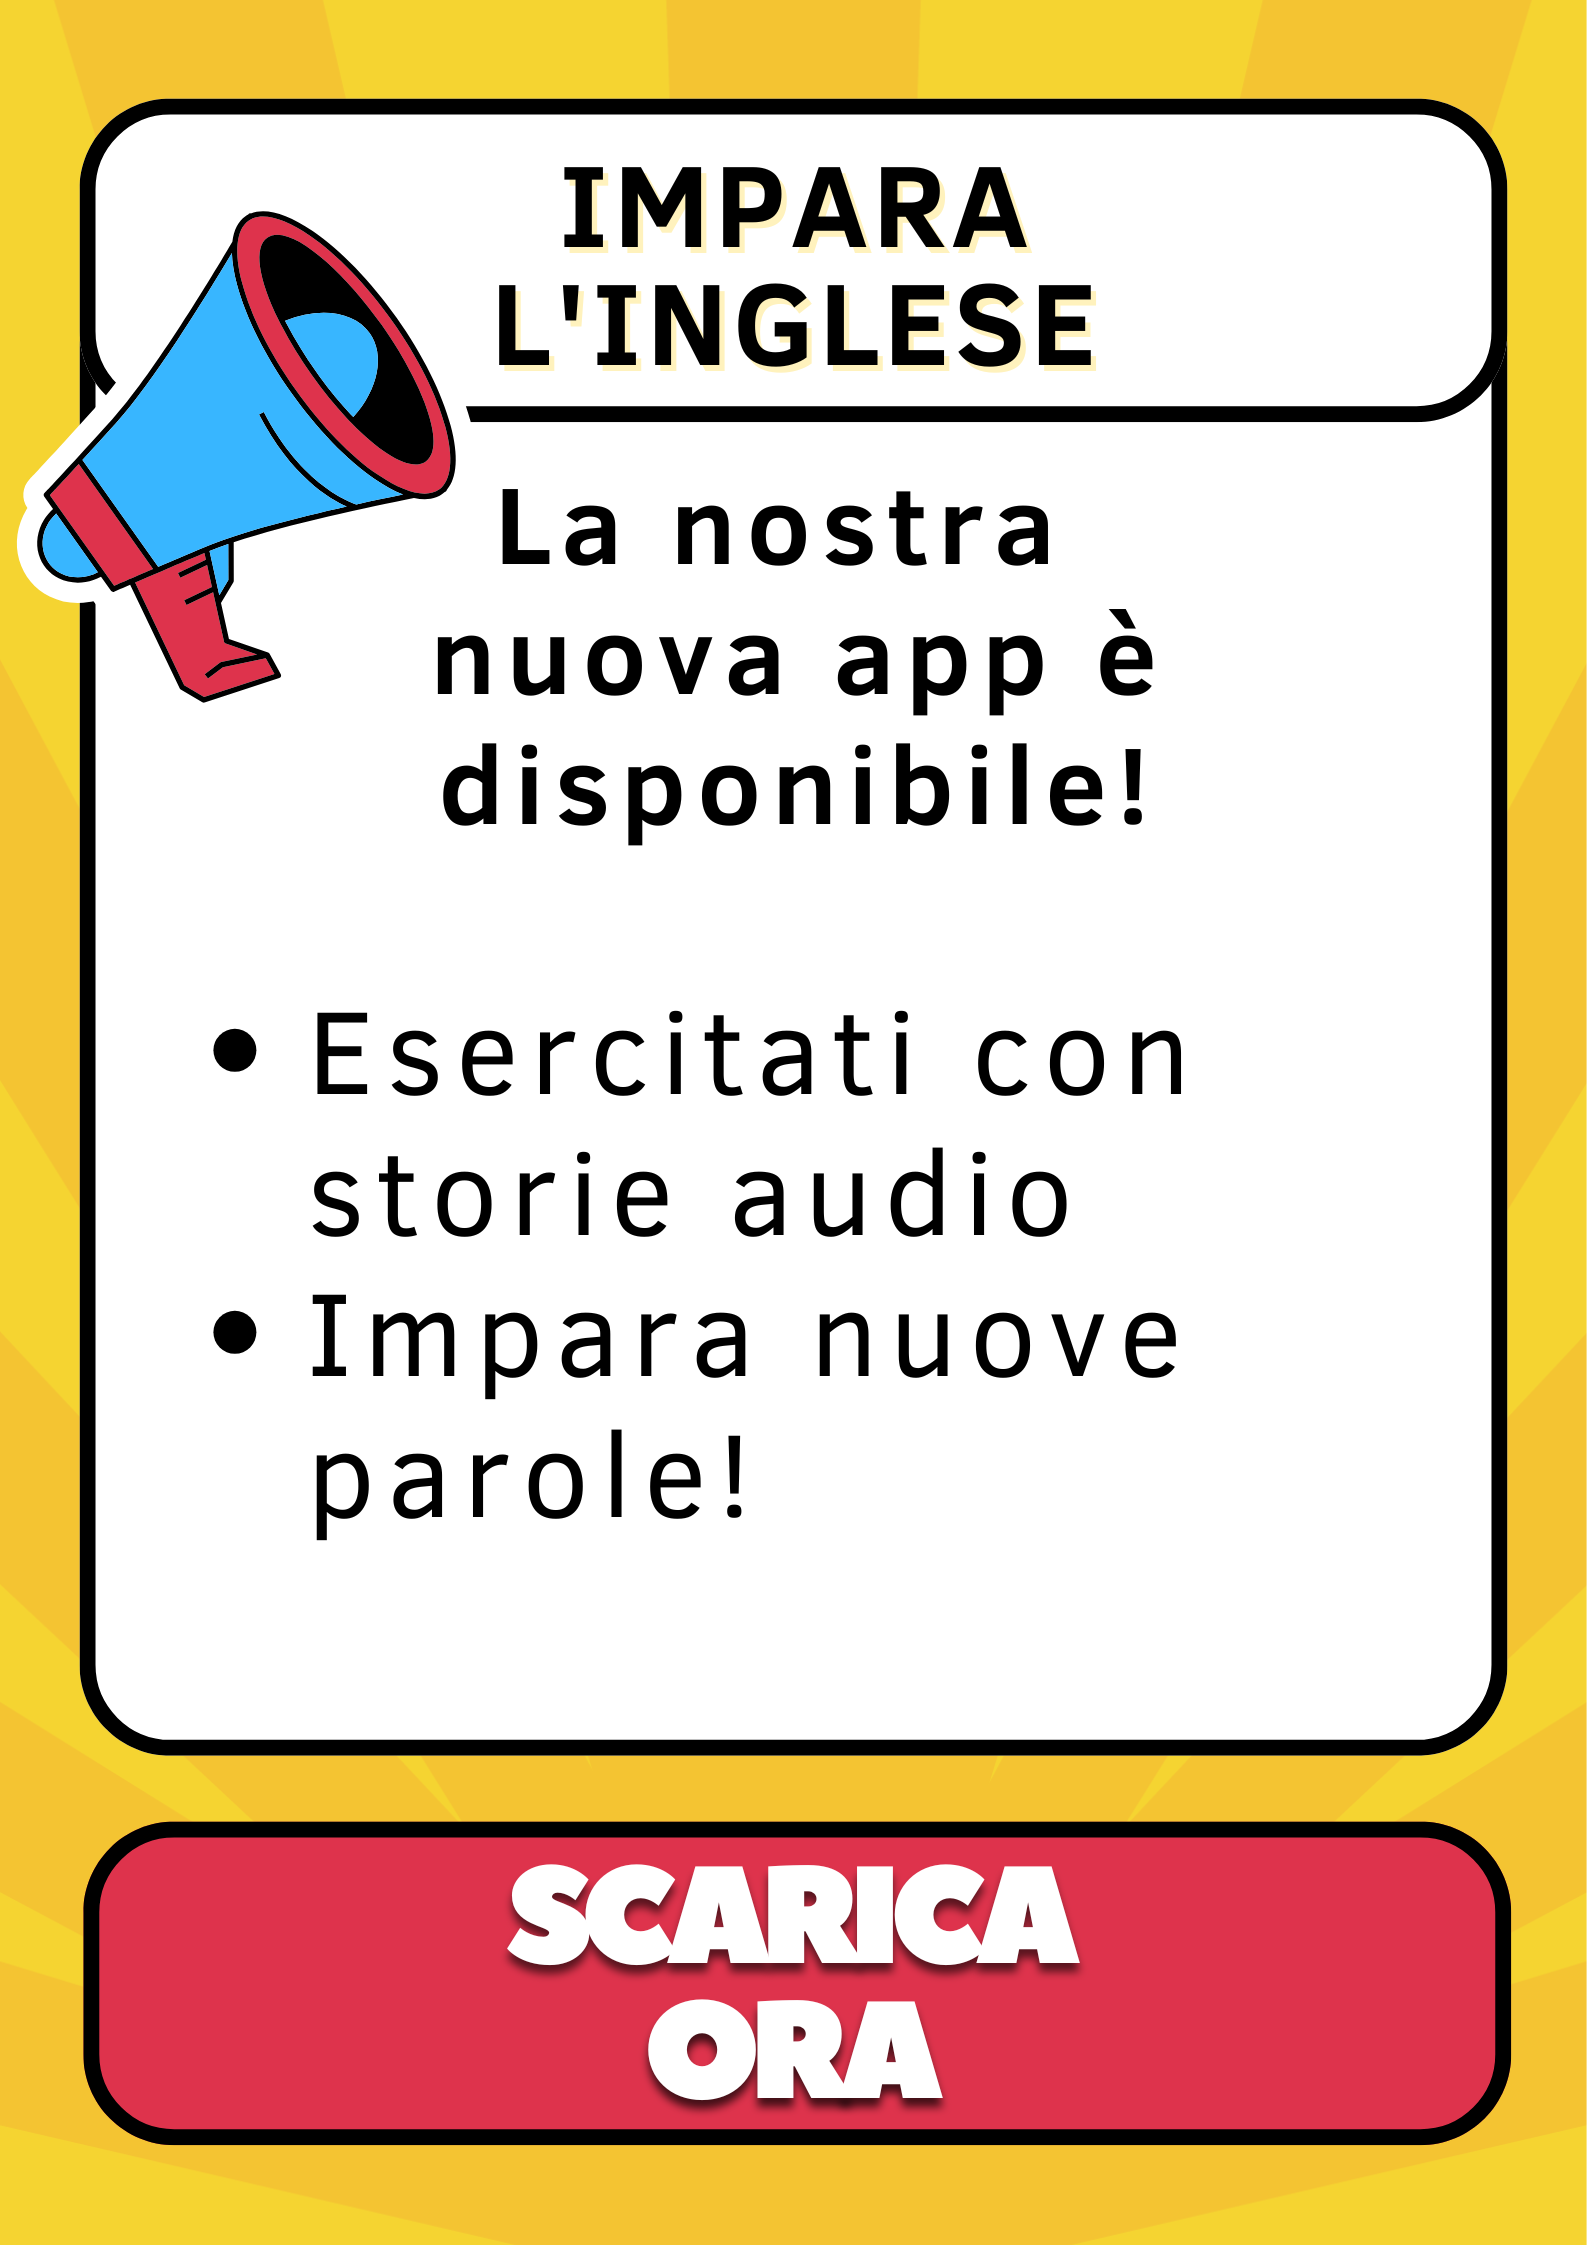 IMPARA
L'INGLESE
La nostra
nuova app è
disponibile!
• Esercitati con
storie audio
• Impara nuove
parole!
SCARICA
ORA